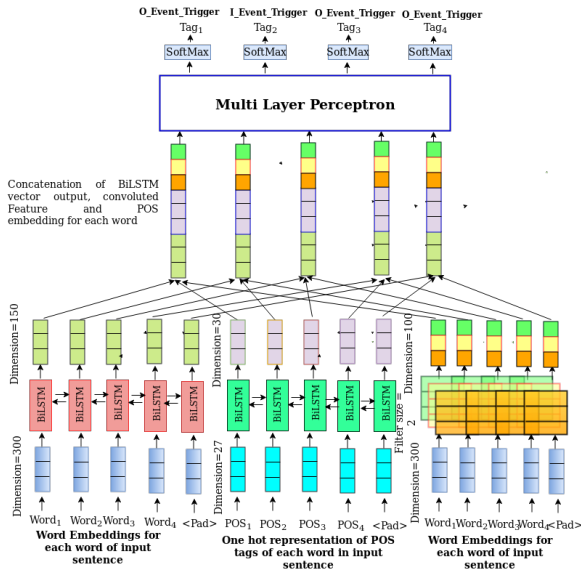 O_Event_Trigger I_Event_Trigger O_Event_Trigger O_Event_Trigger
Tag1 Tag2 Tag3 Tag4
SoftMax SoftMax SoftMax SoftMax
Multi Layer Perceptron
Concatenation of BiLSTM
vector output, convoluted
Feature and POS
embedding for each word
Dimension=150
Dimension=30
Dimension=100
BiLSTM BiLSTM BiLSTM BiLSTM BiLSTM
BiLSTM BiLSTM BiLSTM BiLSTM BiLSTM
Filter size =
2
Dimension=300
Dimension=27
Dimension=300
Word1 Word2 Word3 Word4 <Pad> POS1 POS2 POS3 POS4 <Pad> Word1 Word2 Word3 Word4 <Pad>
Word Embeddings for
each word of input
sentence
One hot representation of POS
tags of each word in input
sentence
Word Embeddings for
each word of input
sentence